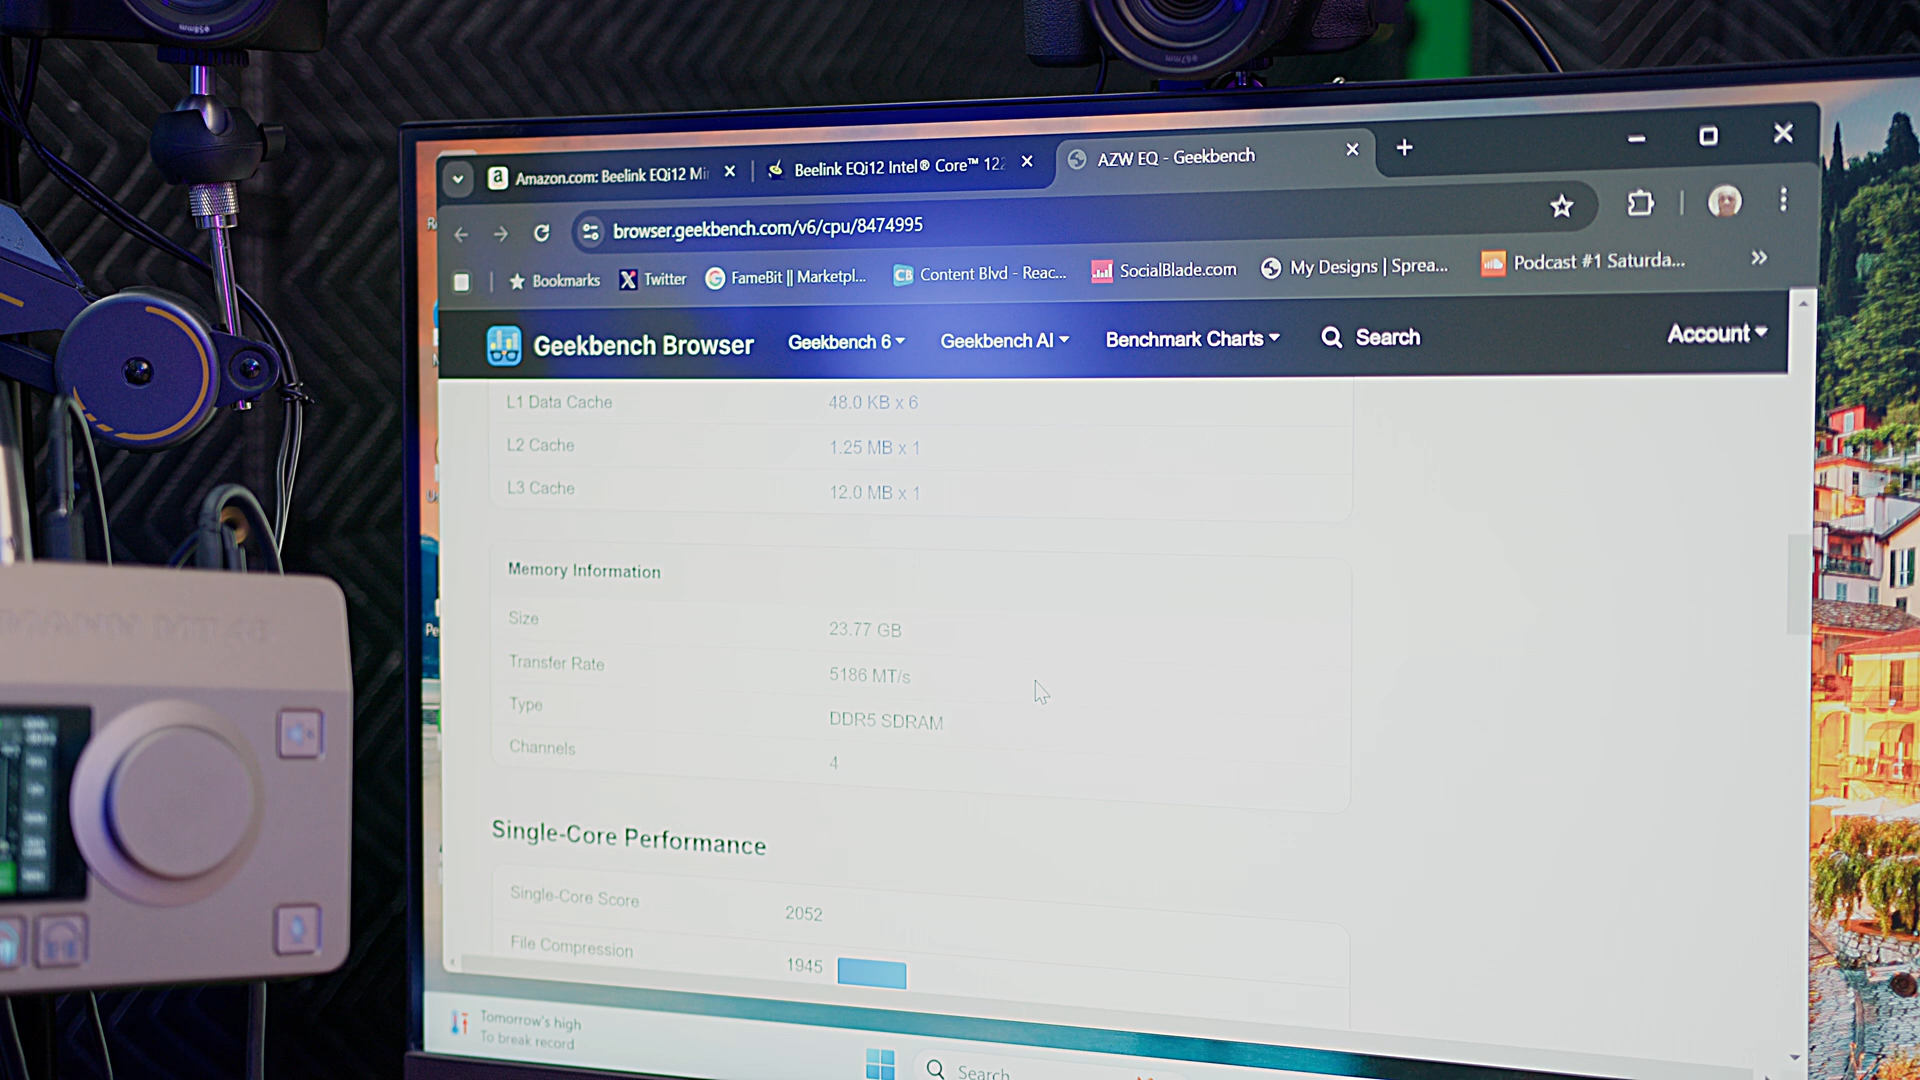 ø58mm
ø67mm
Amazon.com: Beelink EQi12 Mi
Beelink EQi12 Intel® Core™ 12
AZW EQ - Geekbench
browser.geekbench.com/v6/cpu/8474995
Bookmarks
Twitter
FameBit || Marketpl...
Content Blvd - Reac...
SocialBlade.com
My Designs | Sprea...
Podcast #1 Saturda...
Geekbench Browser
Geekbench 6
Geekbench AI
Benchmark Charts
Search
Account
L1 Data Cache 48.0 KB x 6
L2 Cache 1.25 MB x 1
L3 Cache 12.0 MB x 1
Memory Information
Size 23.77 GB
Transfer Rate 5186 MT/s
Type DDR5 SDRAM
Channels 4
Single-Core Performance
Single-Core Score 2052
File Compression 1945
Tomorrow's high
To break record
Search